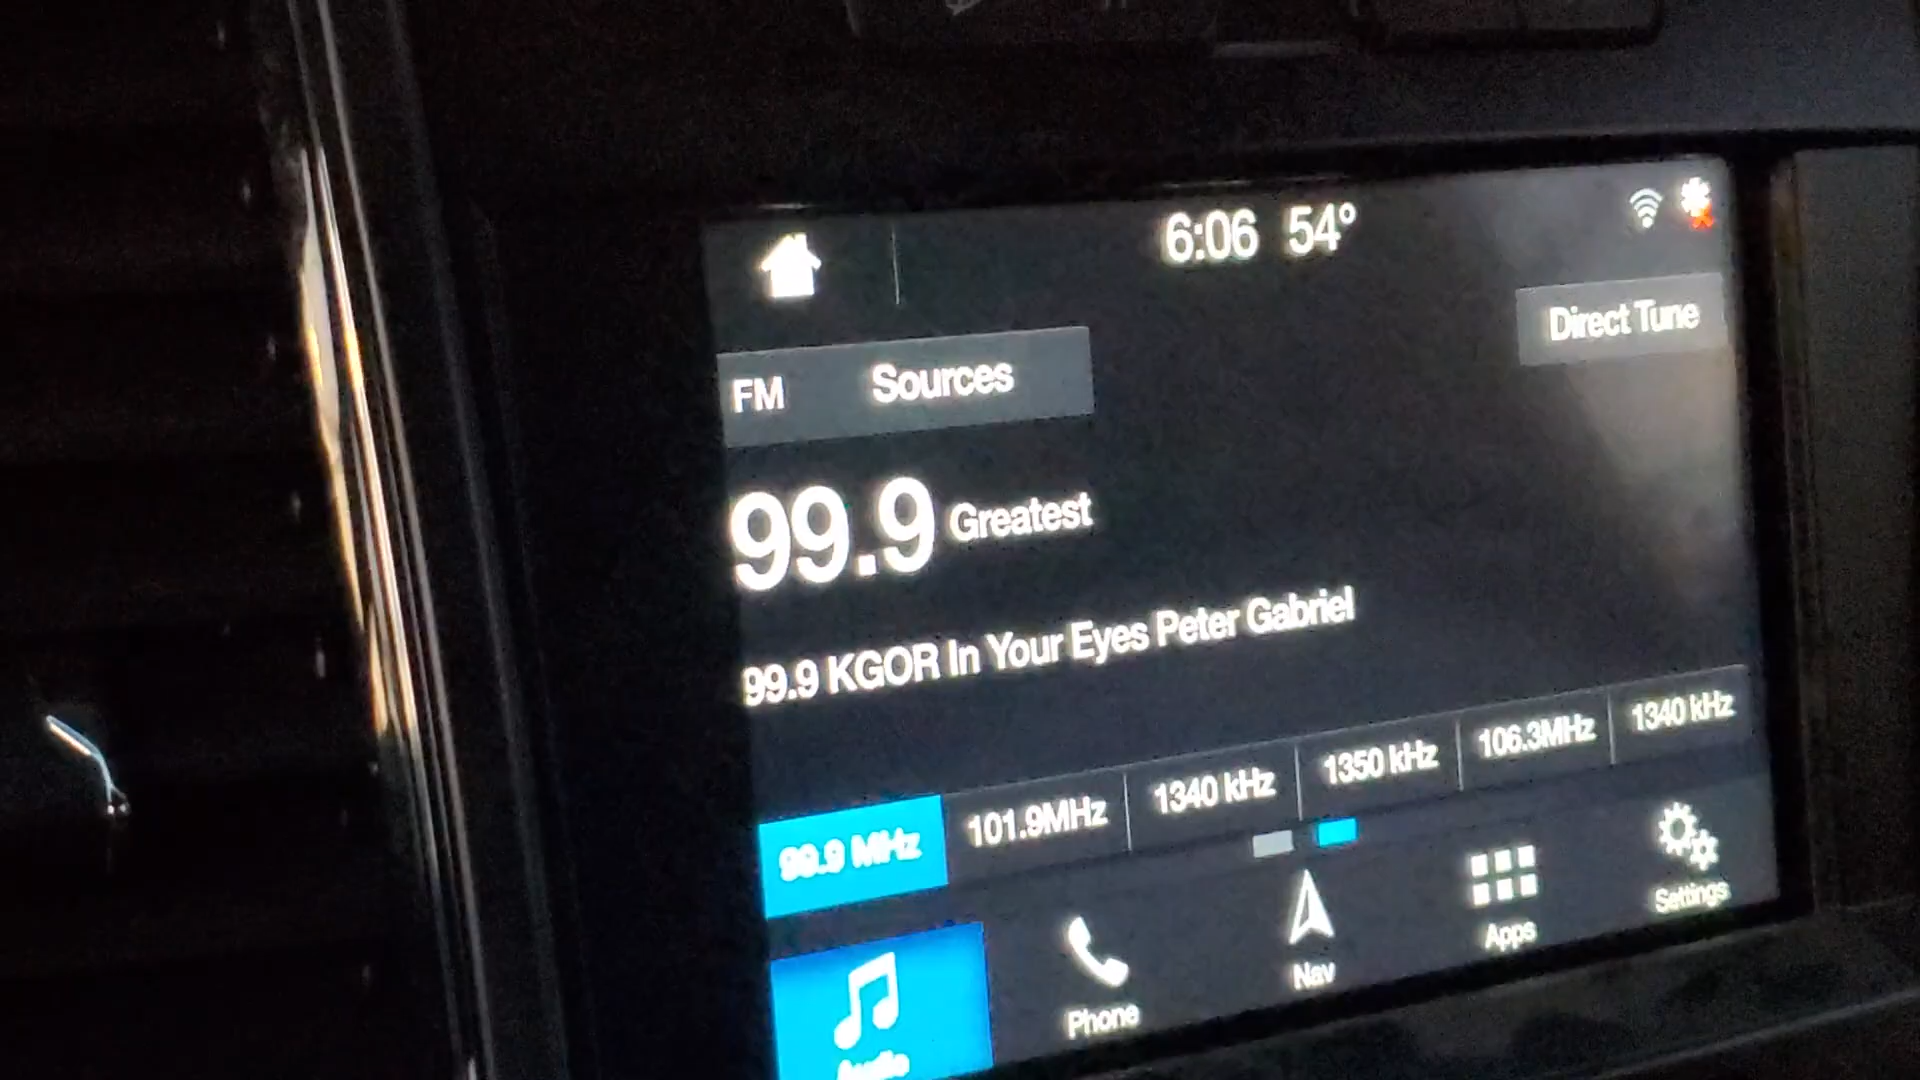 6:06 54°
Direct Tune
FM Sources
99.9 Greatest
99.9 KGOR In Your Eyes Peter Gabriel
99.9 MHz 101.9MHz 1340 kHz 1350 kHz 106.3MHz 1340 kHz
Audio Phone Nav Apps Settings